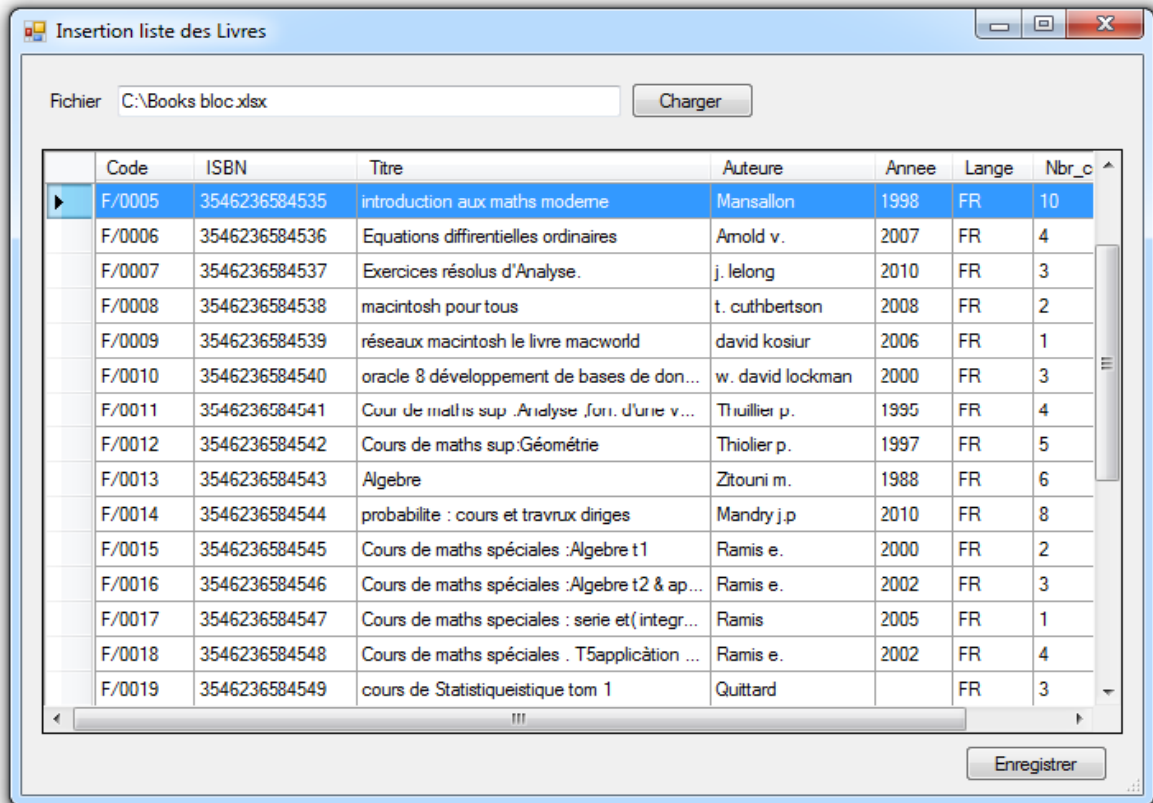 Insertion liste des Livres
Fichier C:\Books bloc.xlsx Charger
Code ISBN Titre Auteure Annee Lange Nbr_c
F/0005 3546236584535 introduction aux maths moderne Mansallon 1998 FR 10
F/0006 3546236584536 Equations diffirentielles ordinaires Arnold v. 2007 FR 4
F/0007 3546236584537 Exercices résolus d'Analyse. j. lelong 2010 FR 3
F/0008 3546236584538 macintosh pour tous t. cuthbertson 2008 FR 2
F/0009 3546236584539 réseaux macintosh le livre macworld david kosiur 2006 FR 1
F/0010 3546236584540 oracle 8 développement de bases de don... w. david lockman 2000 FR 3
F/0011 3546236584541 Cour de maths sup .Analyse ,fon. d'une v... Thuillier p. 1995 FR 4
F/0012 3546236584542 Cours de maths sup:Géométrie Thiolier p. 1997 FR 5
F/0013 3546236584543 Algebre Zitouni m. 1988 FR 6
F/0014 3546236584544 probabilite : cours et travrux diriges Mandry j.p 2010 FR 8
F/0015 3546236584545 Cours de maths spéciales :Algebre t1 Ramis e. 2000 FR 2
F/0016 3546236584546 Cours de maths spéciales :Algebre t2 & ap... Ramis e. 2002 FR 3
F/0017 3546236584547 Cours de maths speciales : serie et( integr... Ramis 2005 FR 1
F/0018 3546236584548 Cours de maths spéciales . T5applicàtion ... Ramis e. 2002 FR 4
F/0019 3546236584549 cours de Statistiqueistique tom 1 Quittard FR 3
Enregistrer